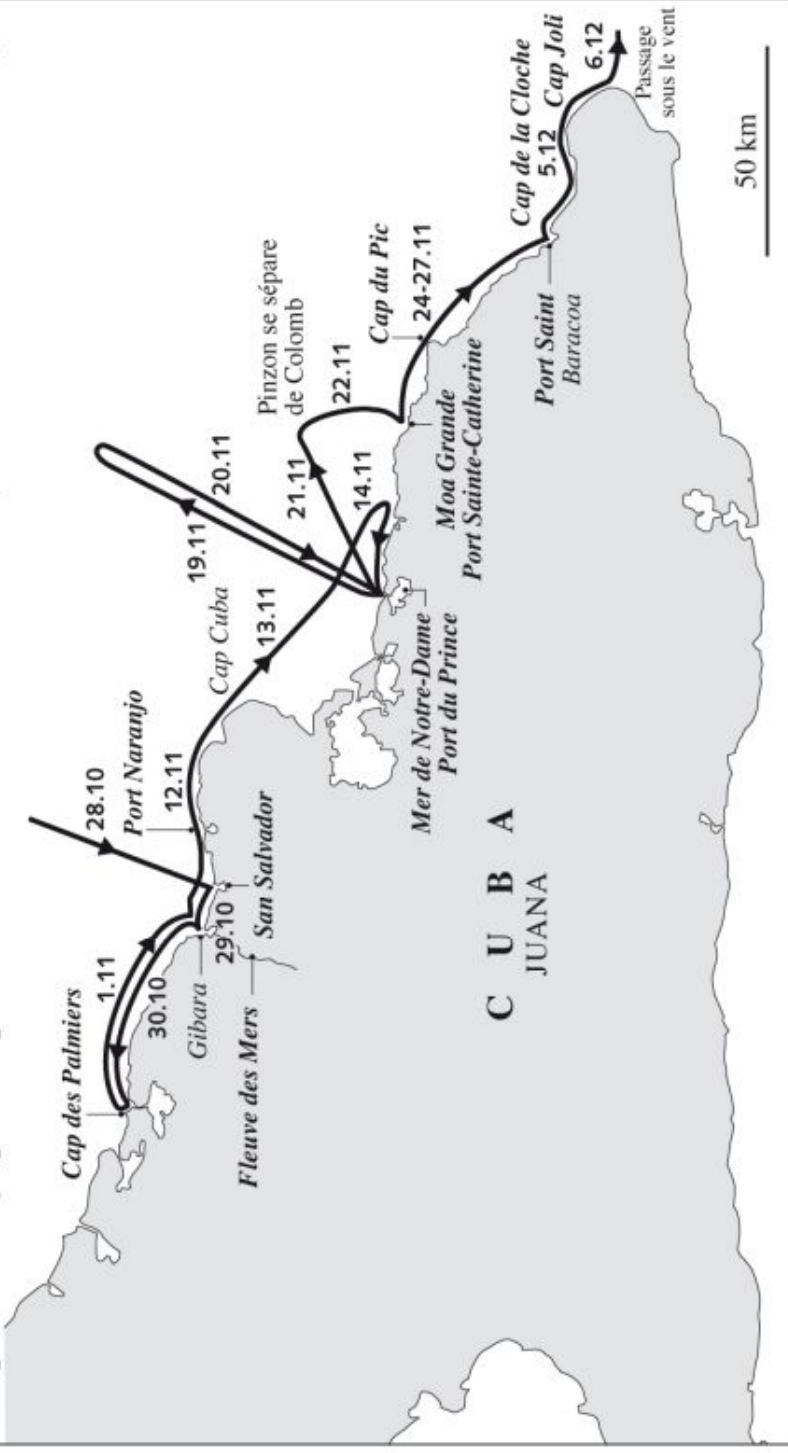 Cap des Palmiers
1.11
30.10
Gibara
29.10
Fleuve des Mers
San Salvador
28.10
Port Naranjo
12.11
Cap Cuba
13.11
19.11
20.11
Pinzon se sépare
de Colomb
21.11
22.11
14.11
Mer de Notre-Dame
Port du Prince
Moa Grande
Port Sainte-Catherine
Cap du Pic
24-27.11
Port Saint
Baracoa
Cap de la Cloche
5.12
Cap Joli
6.12
Passage
sous le vent
C U B A
JUANA
50 km